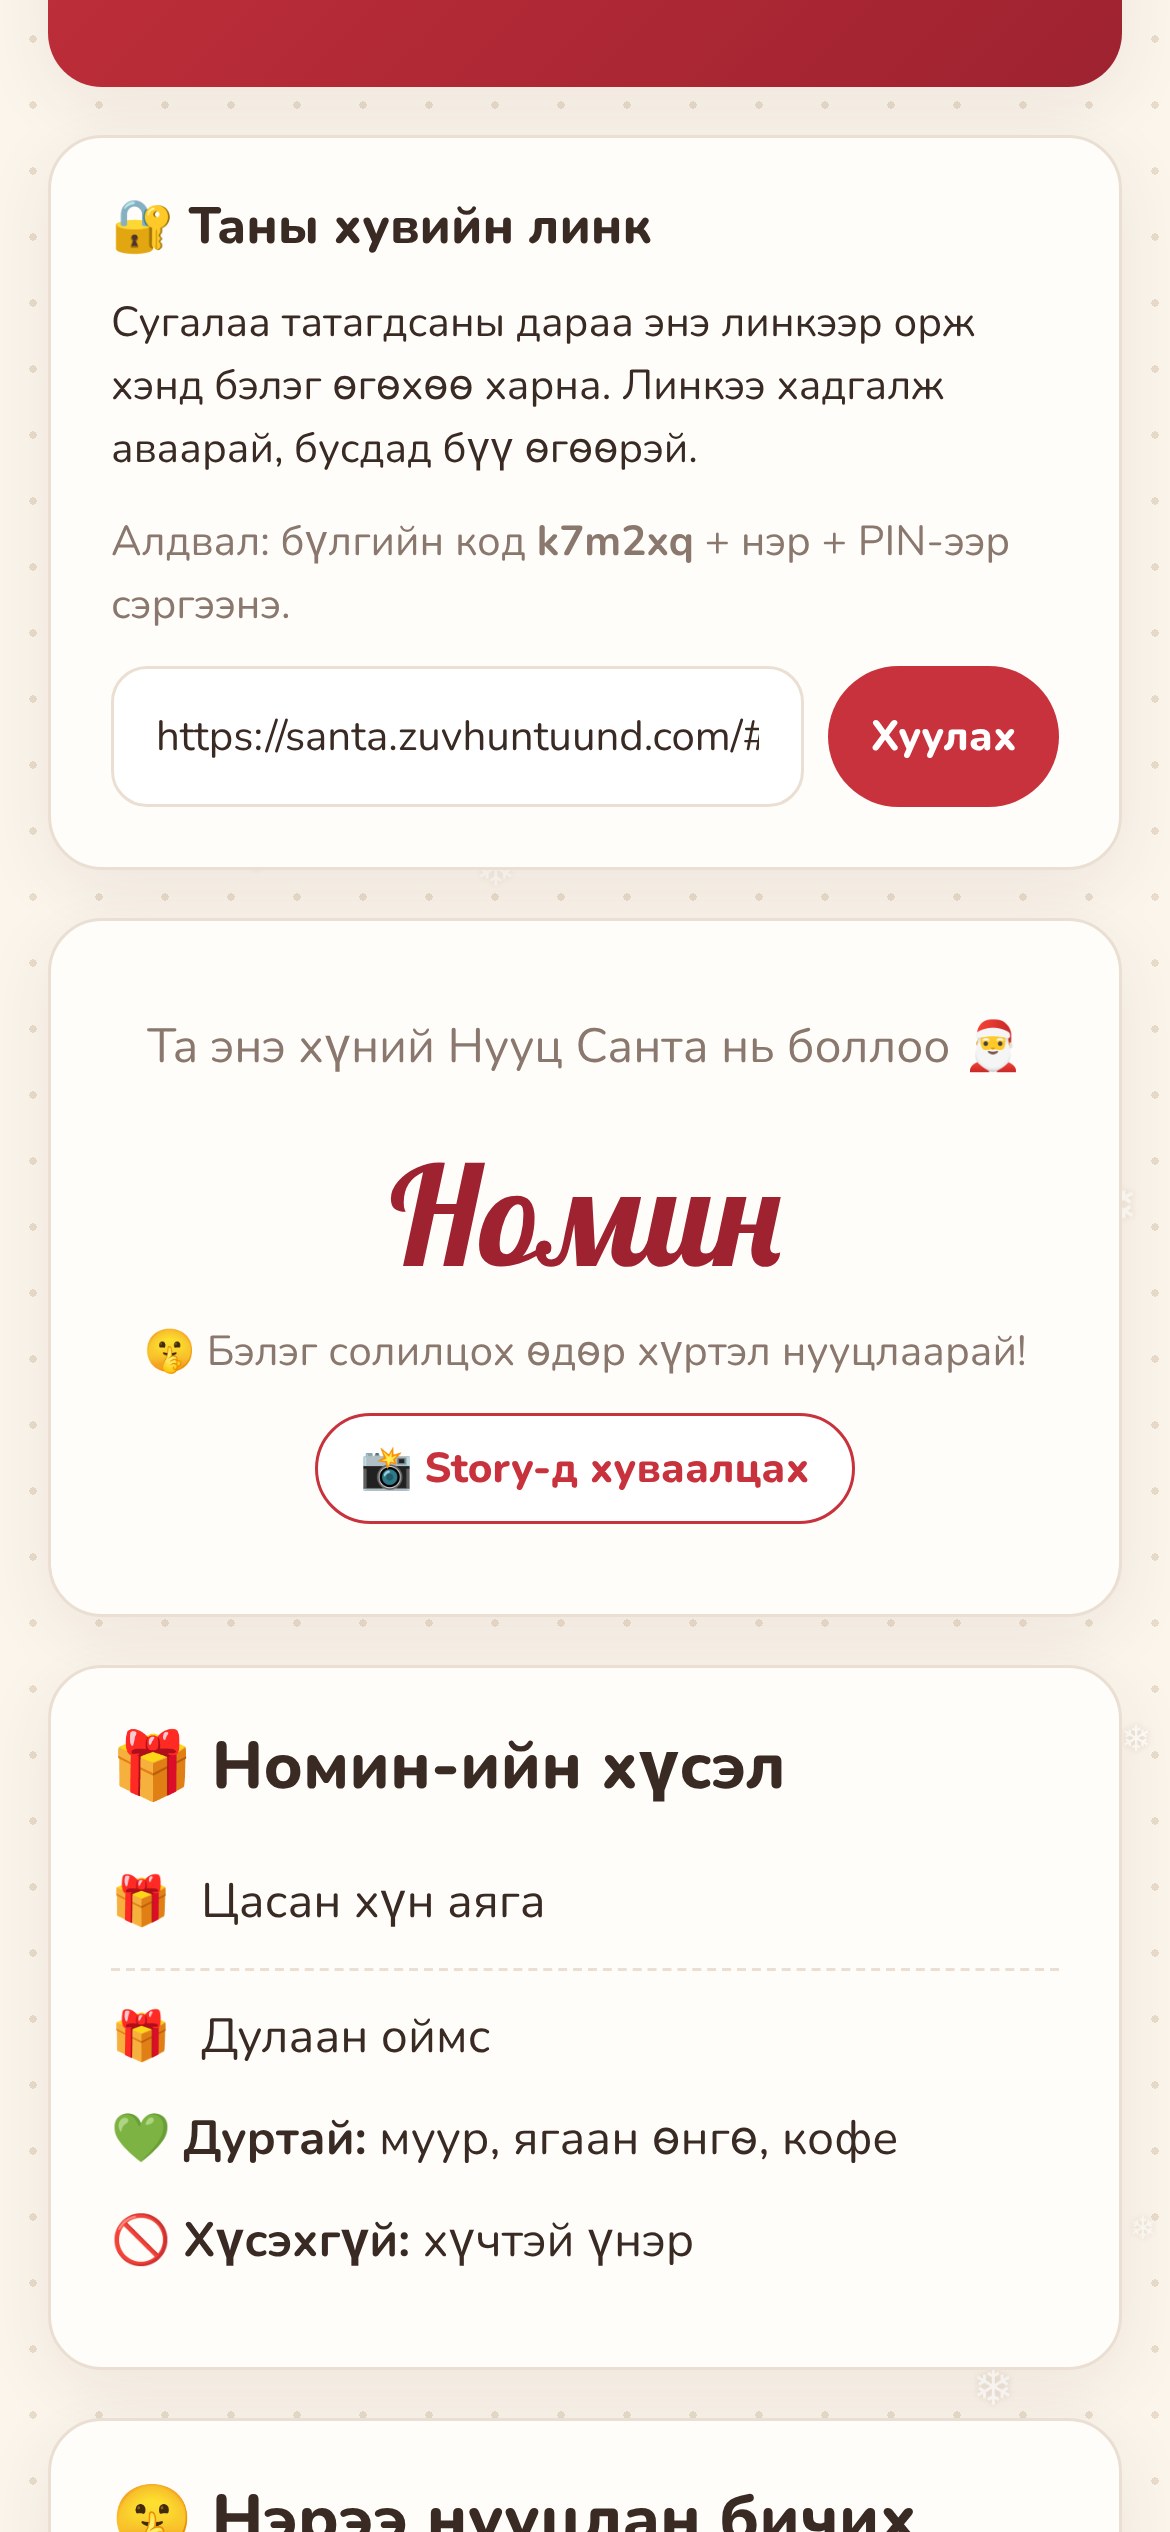 🔐 Таны хувийн линк
Сугалаа татагдсаны дараа энэ линкээр орж
хэнд бэлэг өгөхөө харна. Линкээ хадгалж
аваарай, бусдад бүү өгөөрэй.
Алдвал: бүлгийн код k7m2xq + нэр + PIN-ээр
сэргээнэ.
https://santa.zuvhuntuund.com/#
Хуулах
Та энэ хүний Нууц Санта нь боллоо 🎅
Номин
🤫 Бэлэг солилцох өдөр хүртэл нууцлаарай!
📸 Story-д хуваалцах
🎁 Номин-ийн хүсэл
🎁 Цасан хүн аяга
🎁 Дулаан оймс
💚 Дуртай: муур, ягаан өнгө, кофе
🚫 Хүсэхгүй: хүчтэй үнэр
🤫 Нэрээ нууцлан бичих